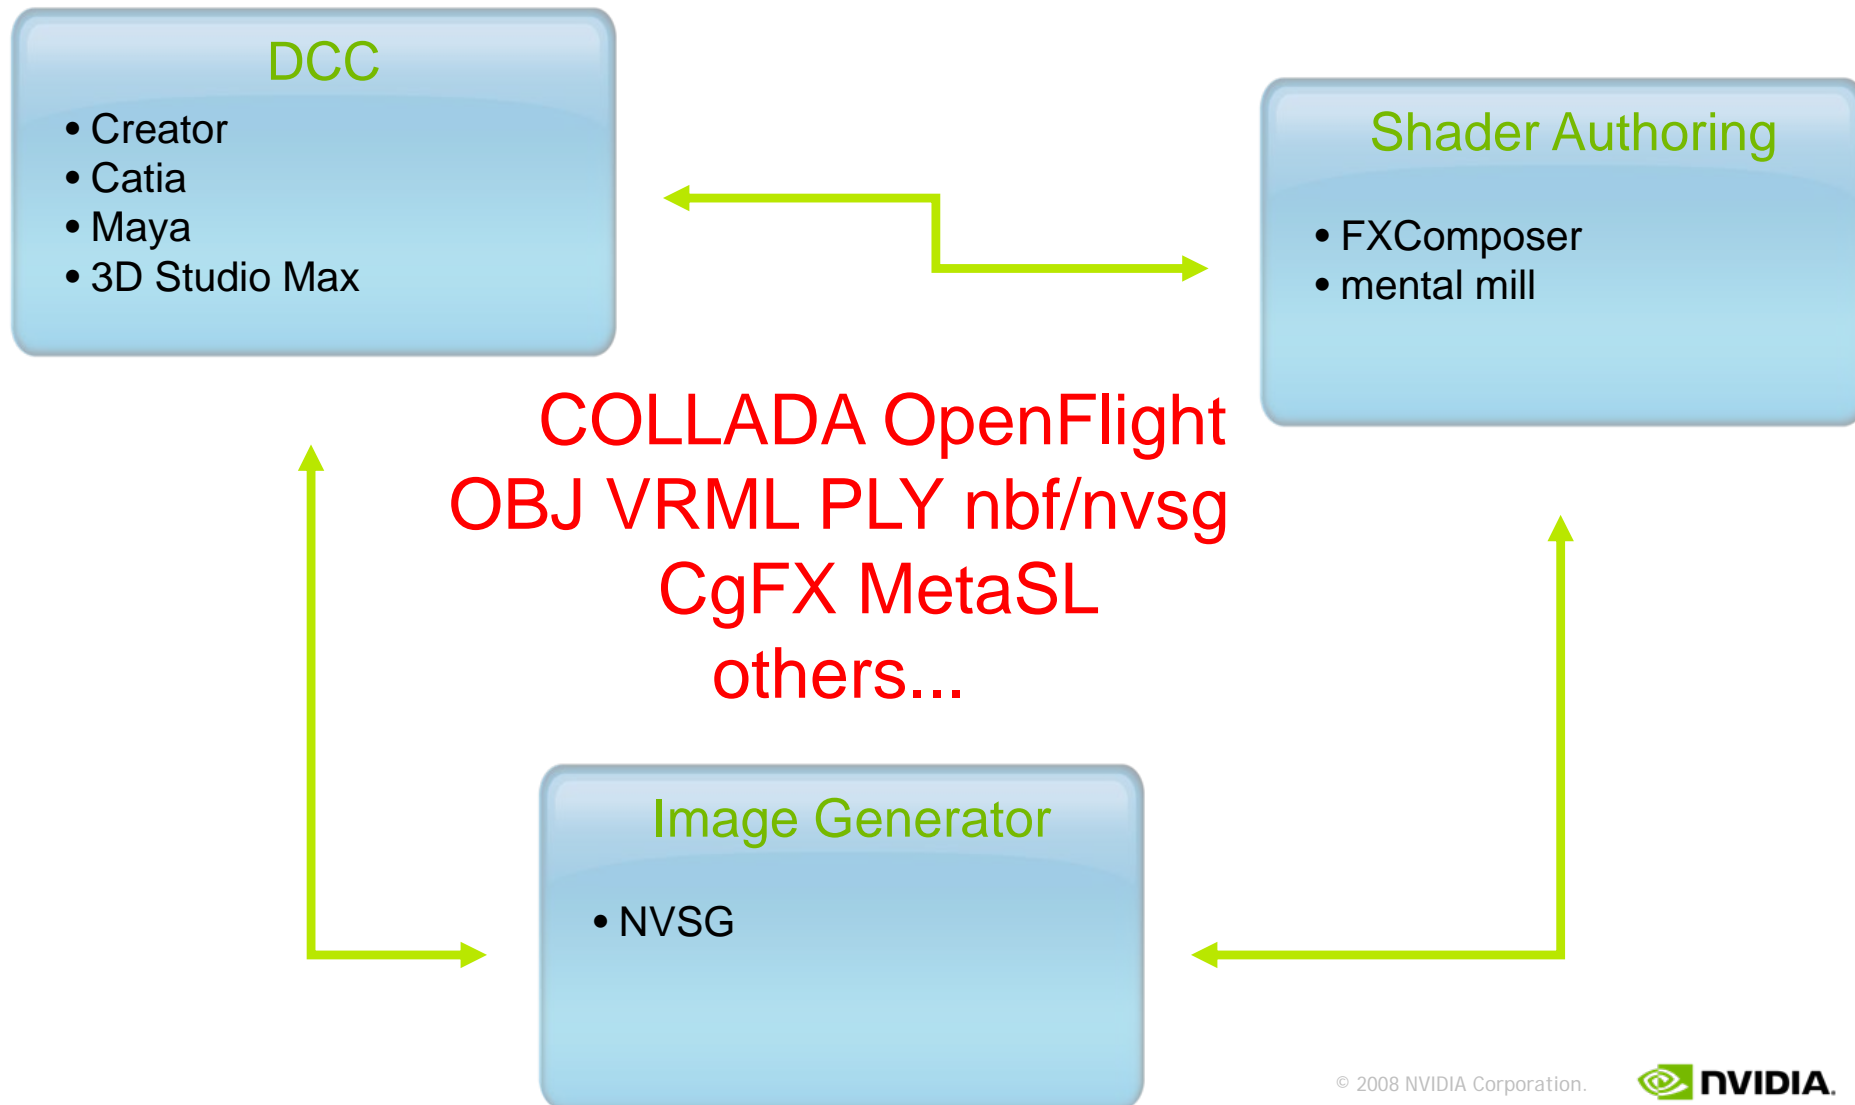 DCC
• Creator
• Catia
• Maya
• 3D Studio Max
Shader Authoring
• FXComposer
• mental mill
COLLADA OpenFlight
OBJ VRML PLY nbf/nvsg
CgFX MetaSL
others...
Image Generator
• NVSG
© 2008 NVIDIA Corporation.
NVIDIA.